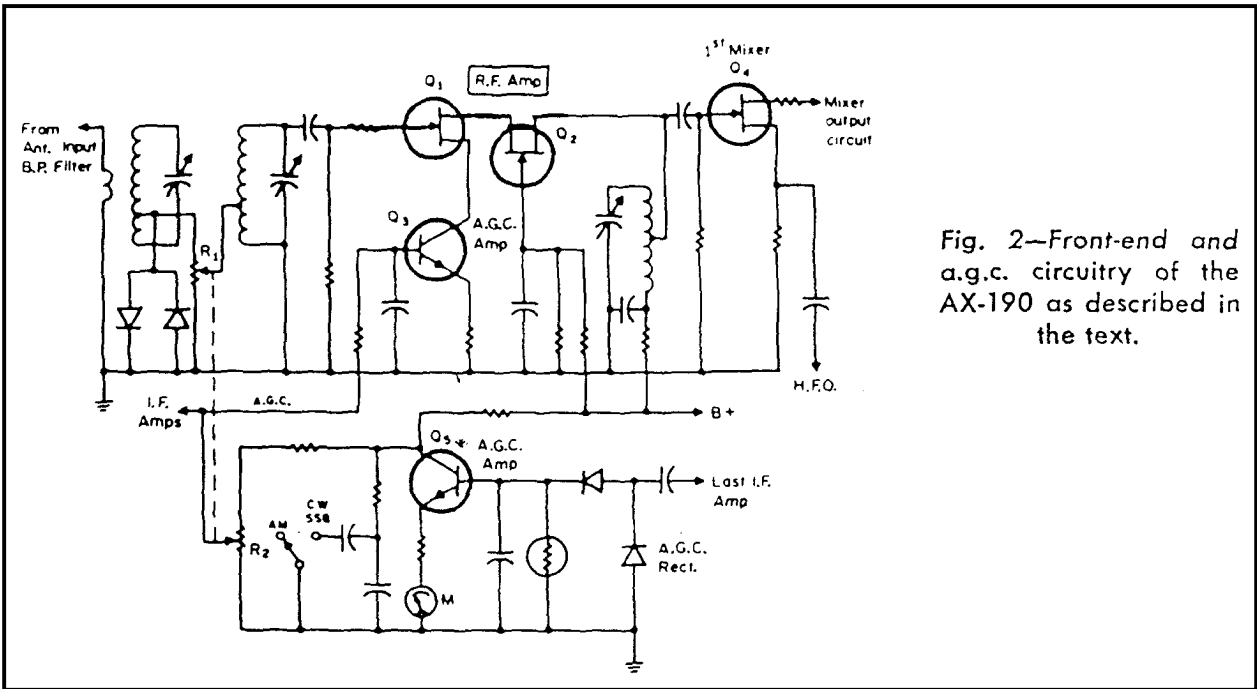 1st Mixer
Q4
Q1
R.F. Amp
Mixer
output
circuit
From
Ant. Input
B.P. Filter
Q2
Q3
A.G.C.
Amp
R1
Fig. 2—Front-end and
a.g.c. circuitry of the
AX-190 as described in
the text.
H.F.O.
I.F.
Amps
A.G.C.
B+
Q5
A.G.C.
Amp
Last I.F.
Amp
CW
SSB
AM
R2
A.G.C.
Rect.
M